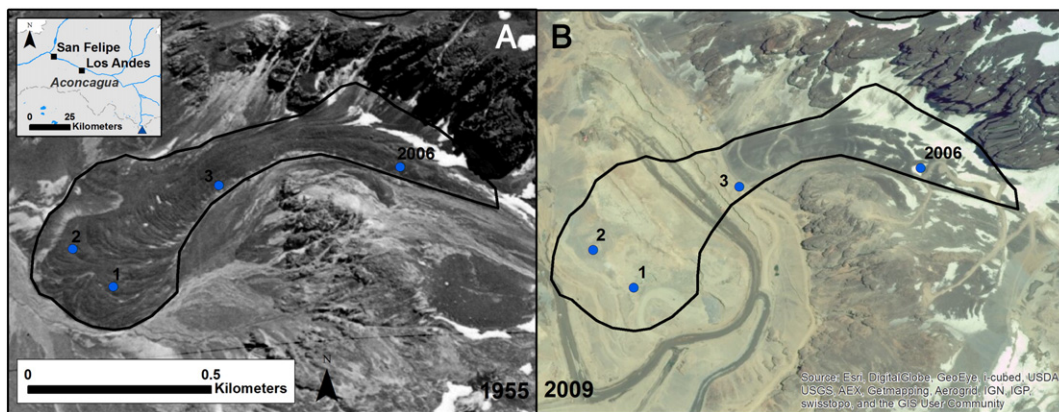 N
San Felipe
Los Andes
Aconcagua
0 25
Kilometers
A
2006
3
2
1
0 0.5
Kilometers
N
1955
B
2006
3
2
1
2009
Source: Esri, DigitalGlobe, GeoEye, i-cubed, USDA,
USGS, AEX, Getmapping, Aerogrid, IGN, IGP,
swisstopo, and the GIS User Community